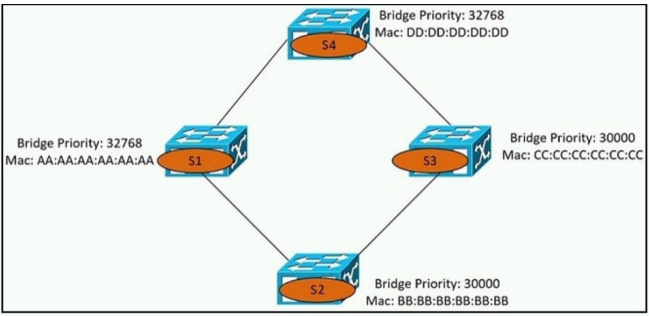 Bridge Priority: 32768
Mac: DD:DD:DD:DD:DD
S4
Bridge Priority: 32768
Mac: AA:AA:AA:AA:AA:AA
S1
S3
Bridge Priority: 30000
Mac: CC:CC:CC:CC:CC:CC
S2
Bridge Priority: 30000
Mac: BB:BB:BB:BB:BB:BB